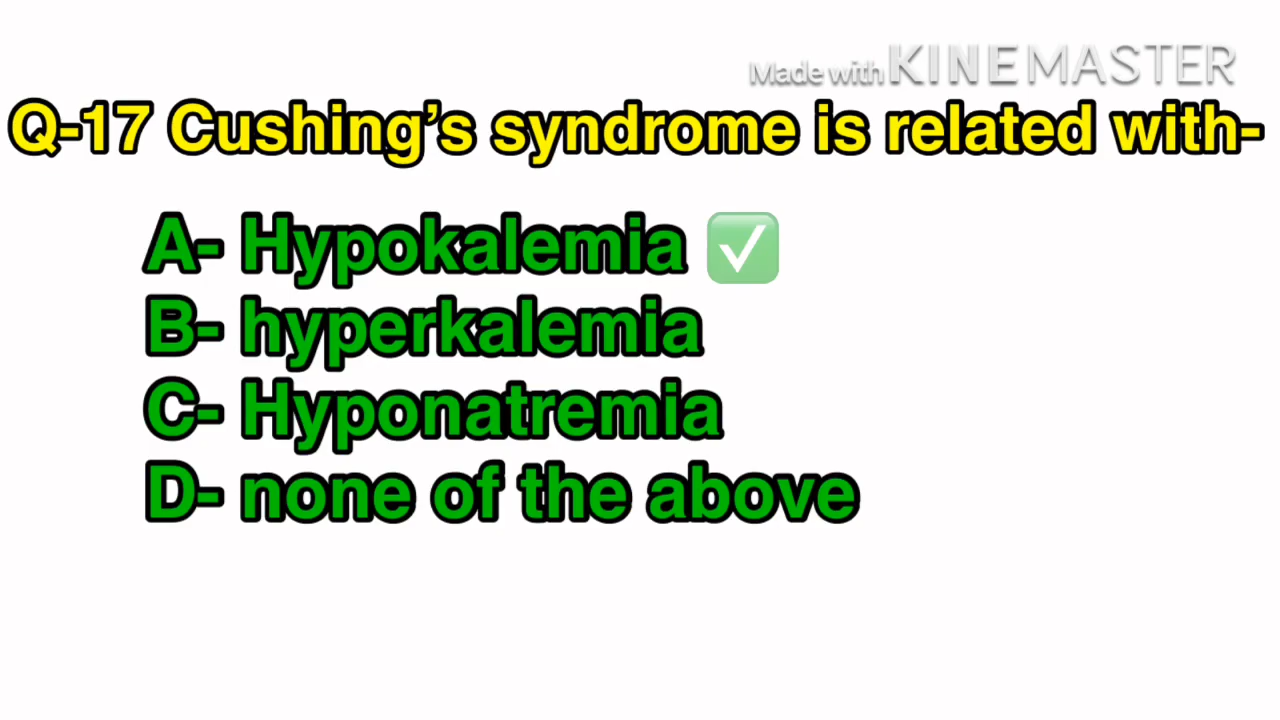 Made with KINEMASTER
Q-17 Cushing’s syndrome is related with-
A- Hypokalemia ✅
B- hyperkalemia
C- Hyponatremia
D- none of the above